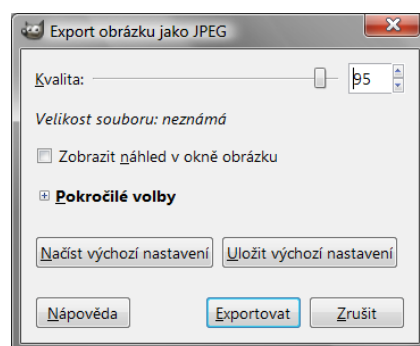 Export obrázku jako JPEG
Kvalita: 95
Velikost souboru: neznámá
Zobrazit náhled v okně obrázku
Pokročilé volby
Načíst výchozí nastavení Uložit výchozí nastavení
Nápověda Exportovat Zrušit